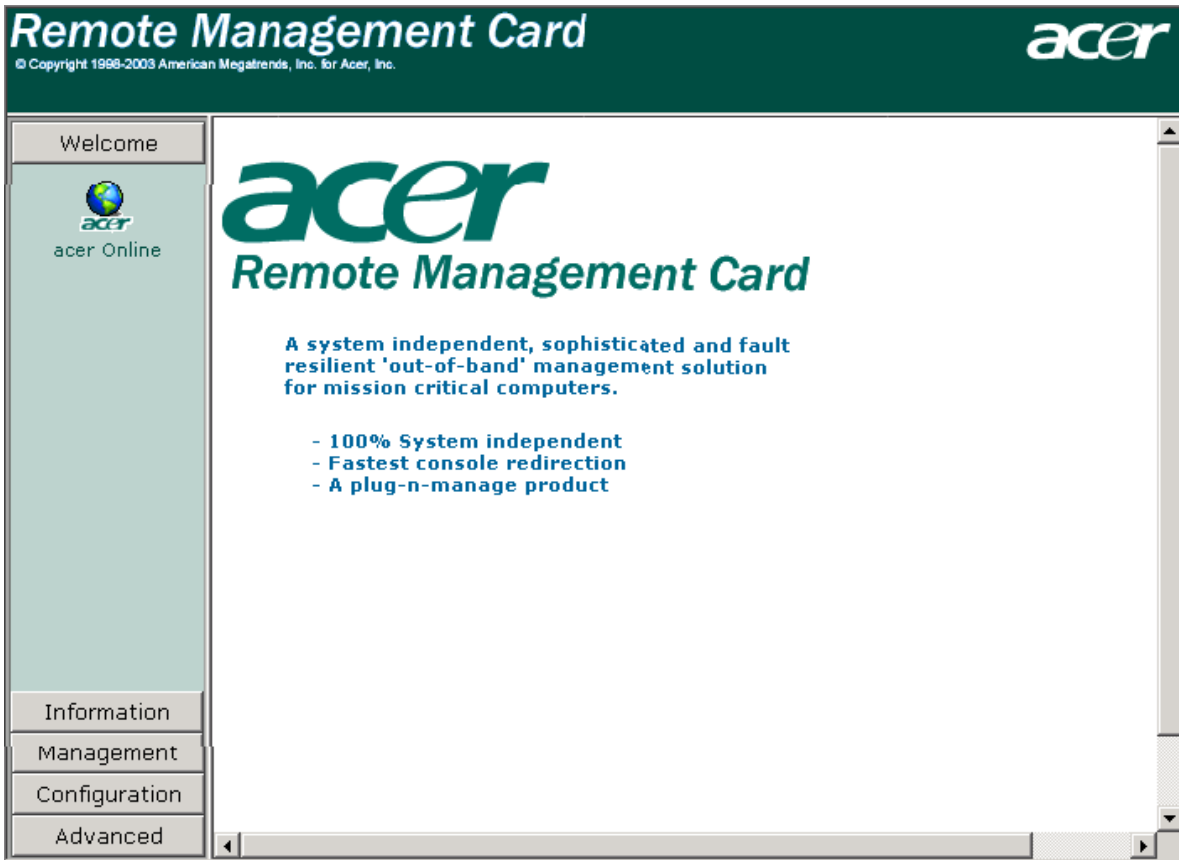 Remote Management Card
© Copyright 1998-2003 American Megatrends, Inc. for Acer, Inc.
acer
Welcome
acer
acer Online
acer
Remote Management Card
A system independent, sophisticated and fault
resilient 'out-of-band' management solution
for mission critical computers.
- 100% System independent
- Fastest console redirection
- A plug-n-manage product
Information
Management
Configuration
Advanced